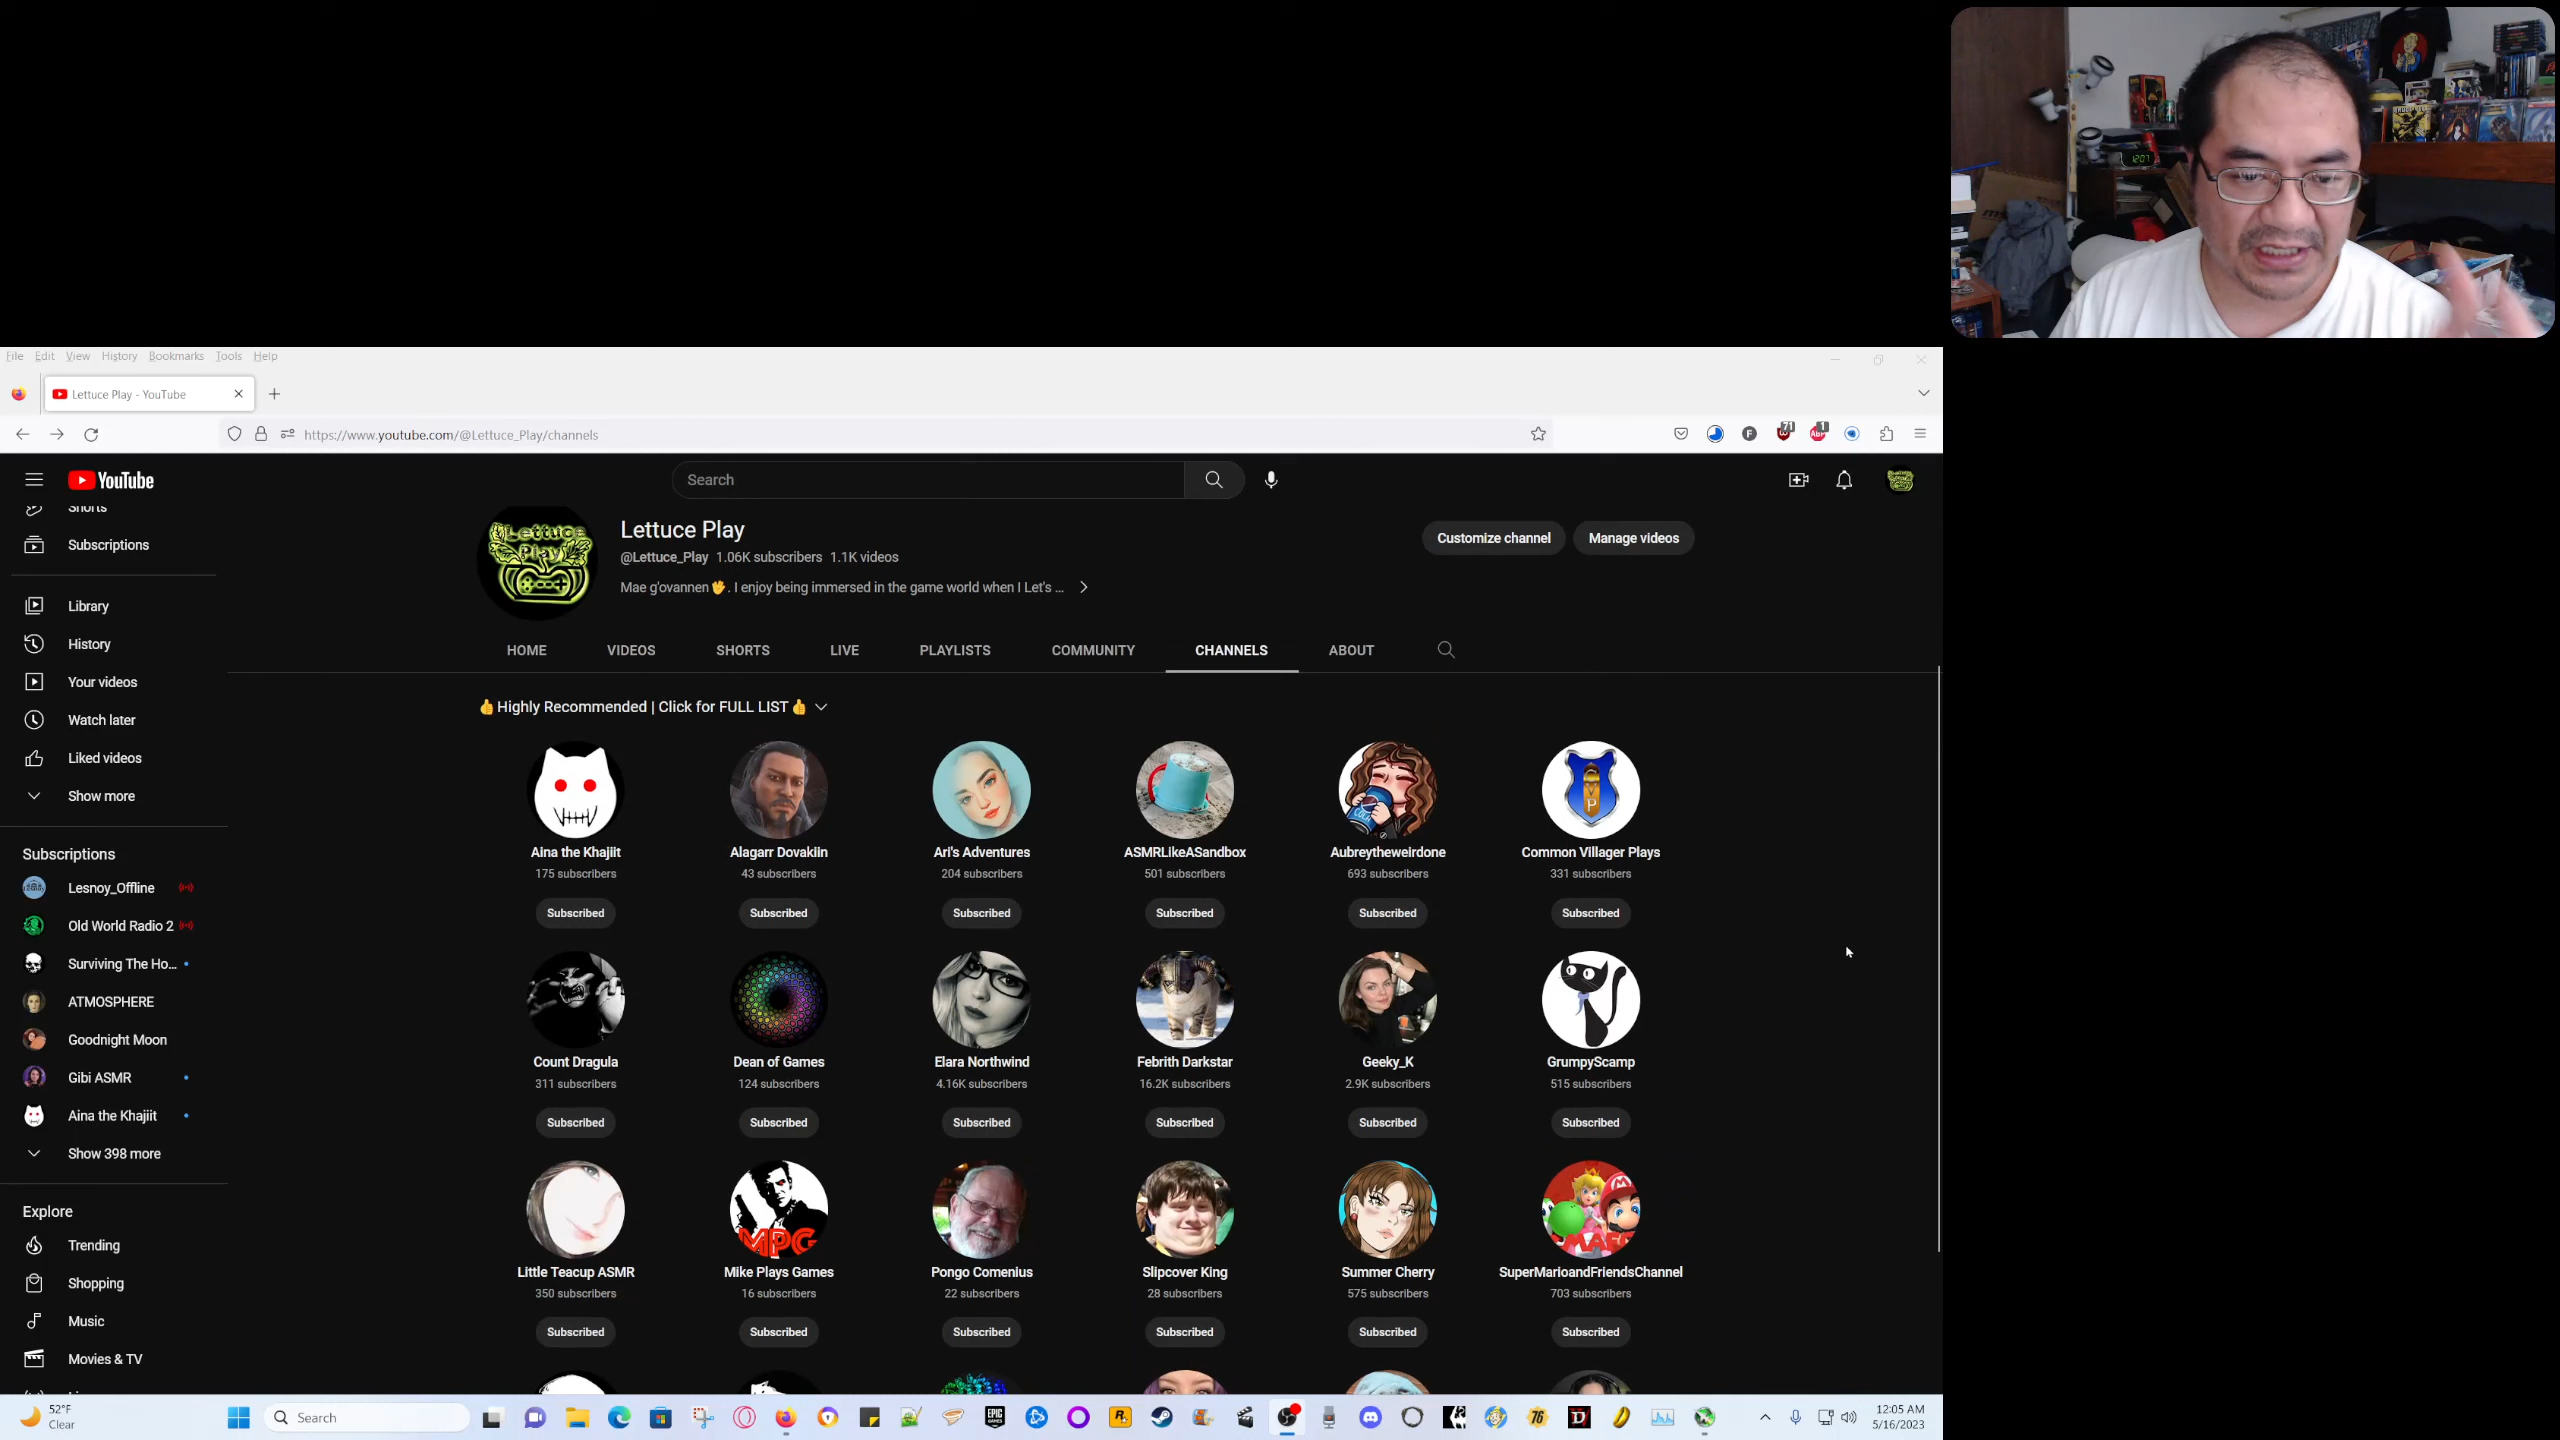 File Edit View History Bookmarks Tools Help
Lettuce Play - YouTube
https://www.youtube.com/@Lettuce_Play/channels
71
1
YouTube
Search
Shorts
Subscriptions
Library
History
Your videos
Watch later
Liked videos
Show more
Subscriptions
Lesnoy_Offline
Old World Radio 2
Surviving The Ho...
ATMOSPHERE
Goodnight Moon
Gibi ASMR
Aina the Khajiit
Show 398 more
Explore
Trending
Shopping
Music
Movies & TV
Lettuce Play
Lettuce Play
@Lettuce_Play 1.06K subscribers 1.1K videos
Mae g'ovannen🖖. I enjoy being immersed in the game world when I Let's ...
Customize channel
Manage videos
HOME VIDEOS SHORTS LIVE PLAYLISTS COMMUNITY CHANNELS ABOUT
👍Highly Recommended | Click for FULL LIST👍
Aina the Khajiit
175 subscribers
Subscribed
Alagarr Dovakiin
43 subscribers
Subscribed
Ari's Adventures
204 subscribers
Subscribed
ASMRLikeASandbox
501 subscribers
Subscribed
Aubreytheweirdone
693 subscribers
Subscribed
Common Villager Plays
331 subscribers
Subscribed
Count Dragula
311 subscribers
Subscribed
Dean of Games
124 subscribers
Subscribed
Elara Northwind
4.16K subscribers
Subscribed
Febrith Darkstar
16.2K subscribers
Subscribed
Geeky_K
2.9K subscribers
Subscribed
GrumpyScamp
515 subscribers
Subscribed
Little Teacup ASMR
350 subscribers
Subscribed
MPG
Mike Plays Games
16 subscribers
Subscribed
Pongo Comenius
22 subscribers
Subscribed
Slipcover King
28 subscribers
Subscribed
Summer Cherry
575 subscribers
Subscribed
SuperMarioandFriendsChannel
703 subscribers
Subscribed
52°F
Clear
Search
EPIC
GAMES
76
12:05 AM
5/16/2023